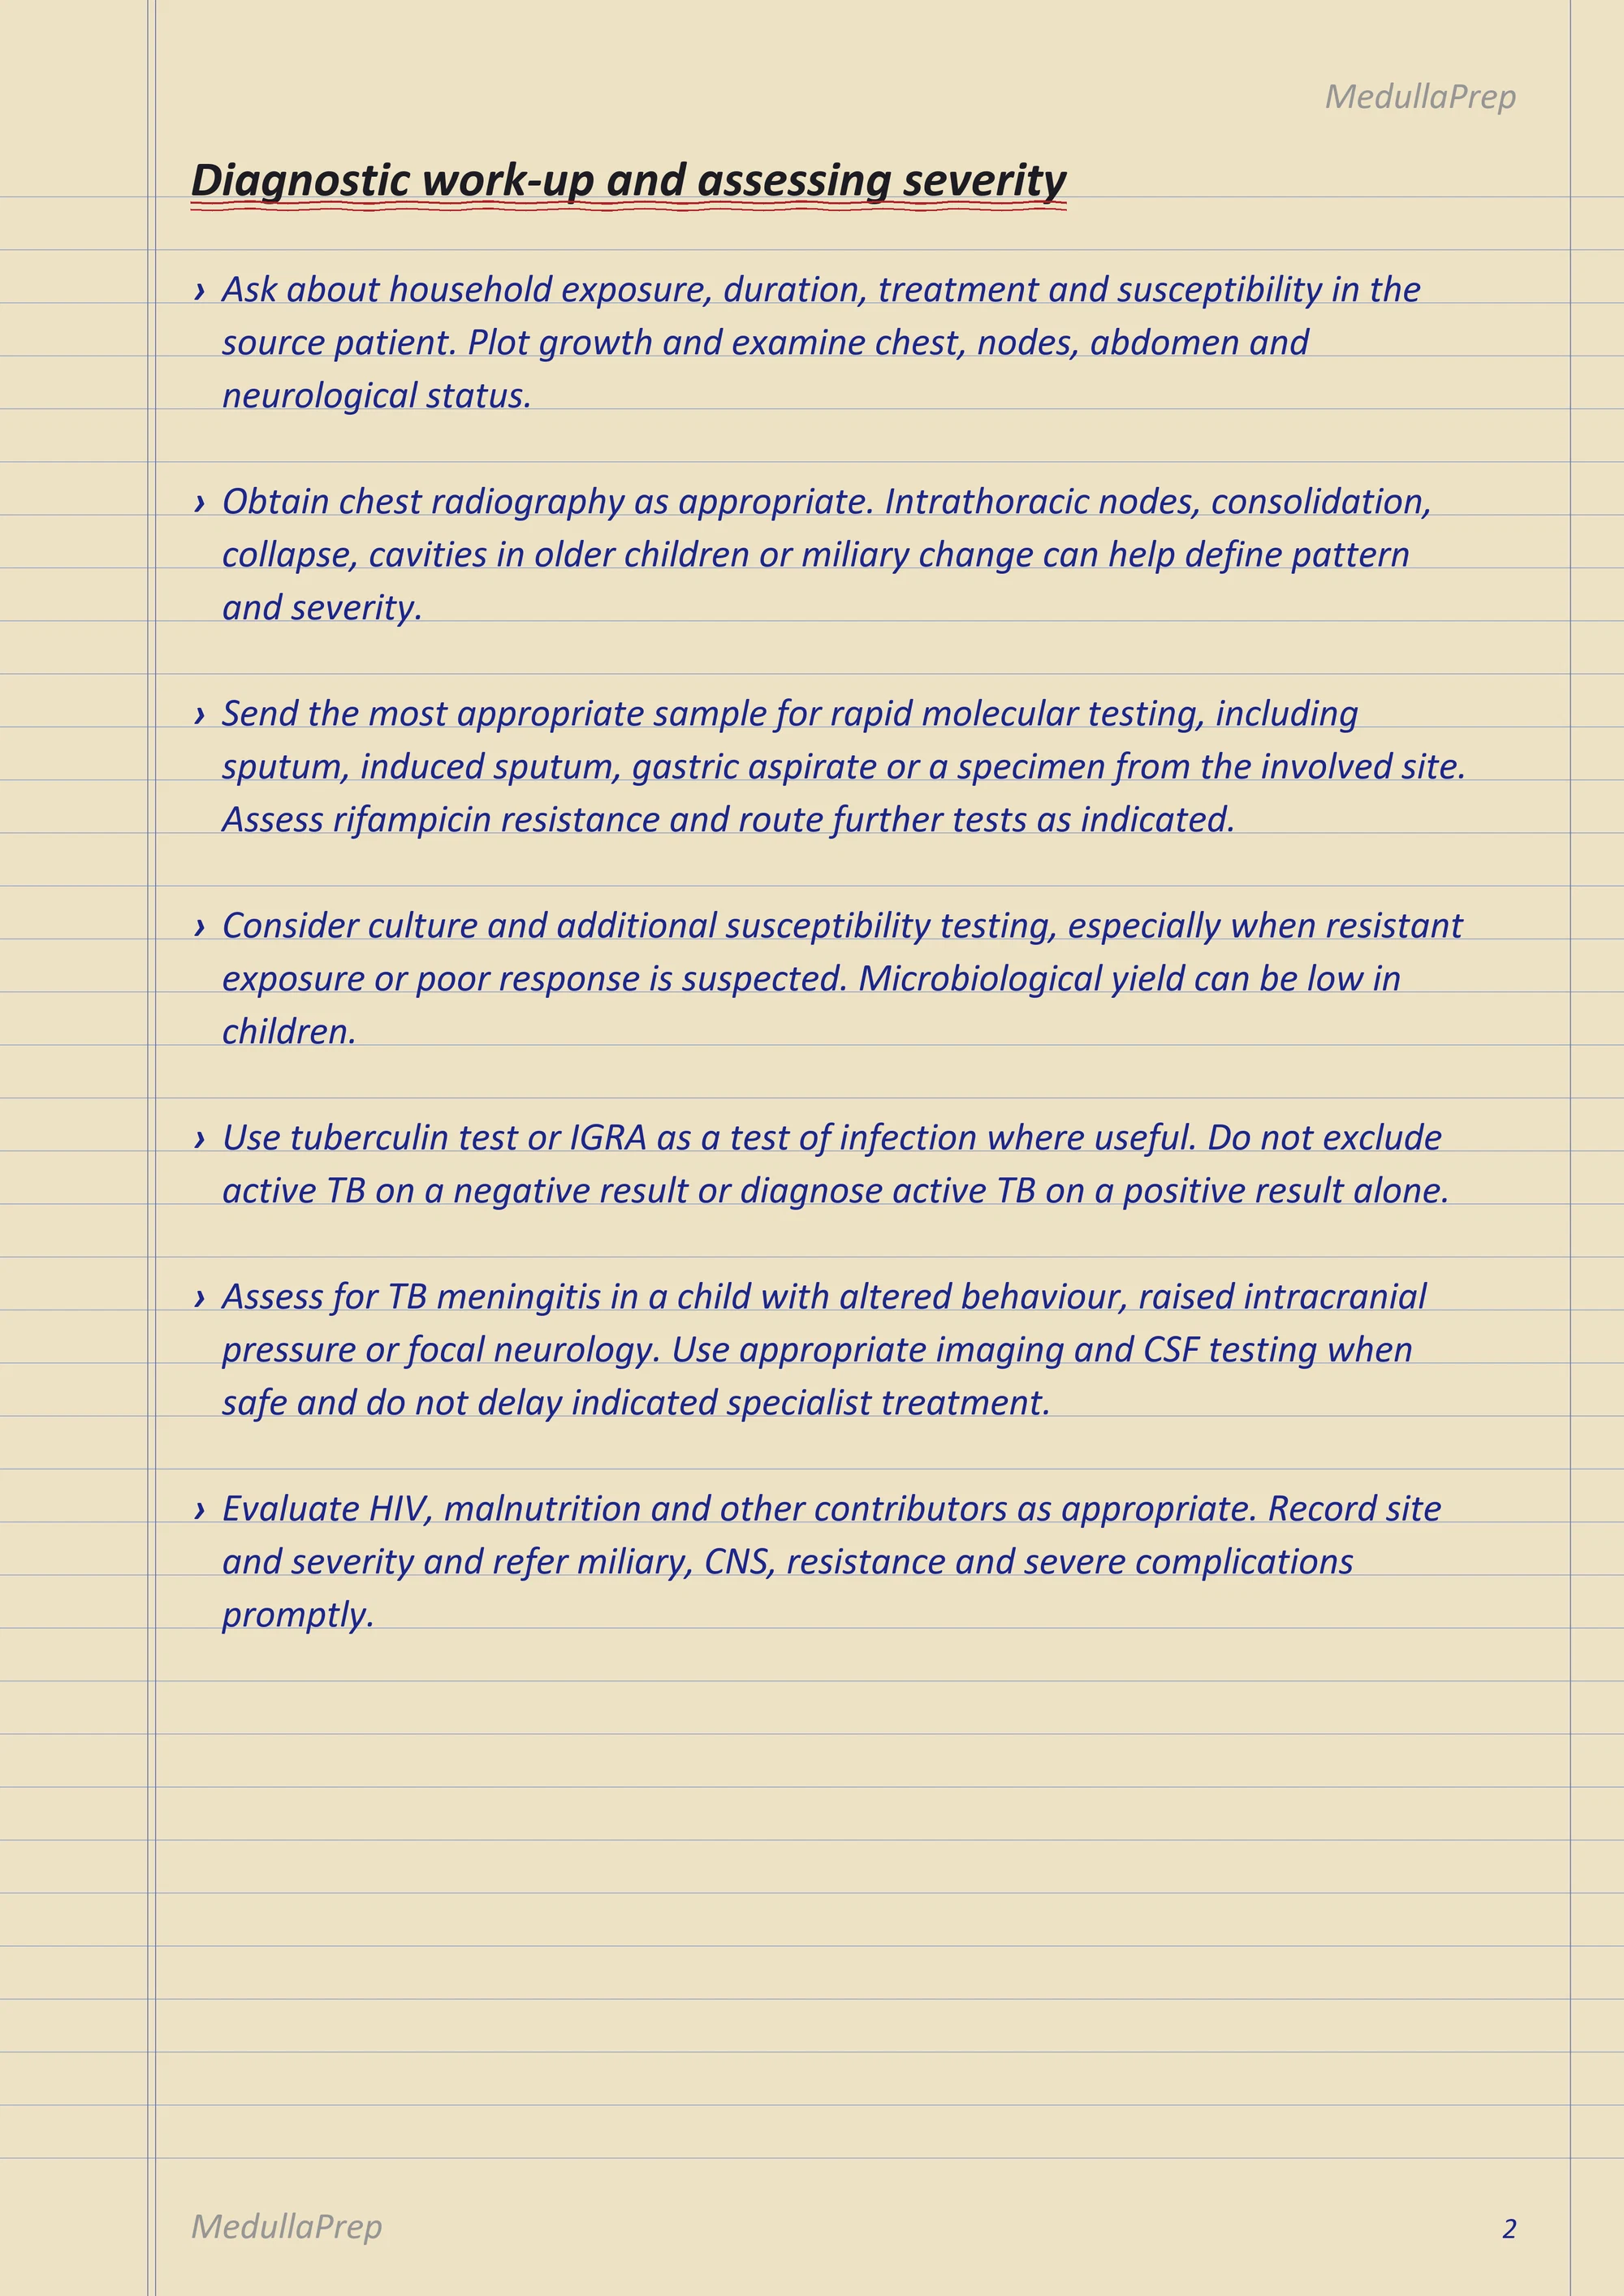 MedullaPrep
Diagnostic work-up and assessing severity
› Ask about household exposure, duration, treatment and susceptibility in the
source patient. Plot growth and examine chest, nodes, abdomen and
neurological status.
› Obtain chest radiography as appropriate. Intrathoracic nodes, consolidation,
collapse, cavities in older children or miliary change can help define pattern
and severity.
› Send the most appropriate sample for rapid molecular testing, including
sputum, induced sputum, gastric aspirate or a specimen from the involved site.
Assess rifampicin resistance and route further tests as indicated.
› Consider culture and additional susceptibility testing, especially when resistant
exposure or poor response is suspected. Microbiological yield can be low in
children.
› Use tuberculin test or IGRA as a test of infection where useful. Do not exclude
active TB on a negative result or diagnose active TB on a positive result alone.
› Assess for TB meningitis in a child with altered behaviour, raised intracranial
pressure or focal neurology. Use appropriate imaging and CSF testing when
safe and do not delay indicated specialist treatment.
› Evaluate HIV, malnutrition and other contributors as appropriate. Record site
and severity and refer miliary, CNS, resistance and severe complications
promptly.
MedullaPrep
2